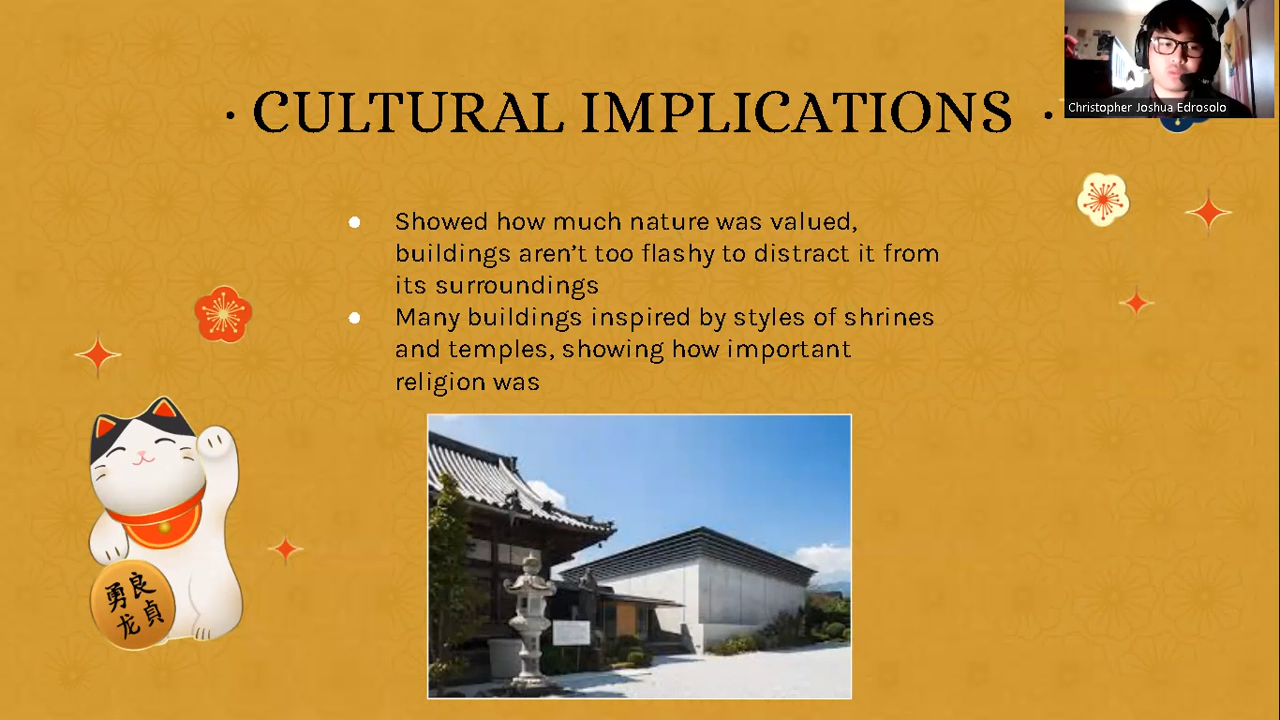 · CULTURAL IMPLICATIONS ·
Christopher Joshua Edrosolo
● Showed how much nature was valued,
buildings aren't too flashy to distract it from
its surroundings
● Many buildings inspired by styles of shrines
and temples, showing how important
religion was
勇良
龙貞